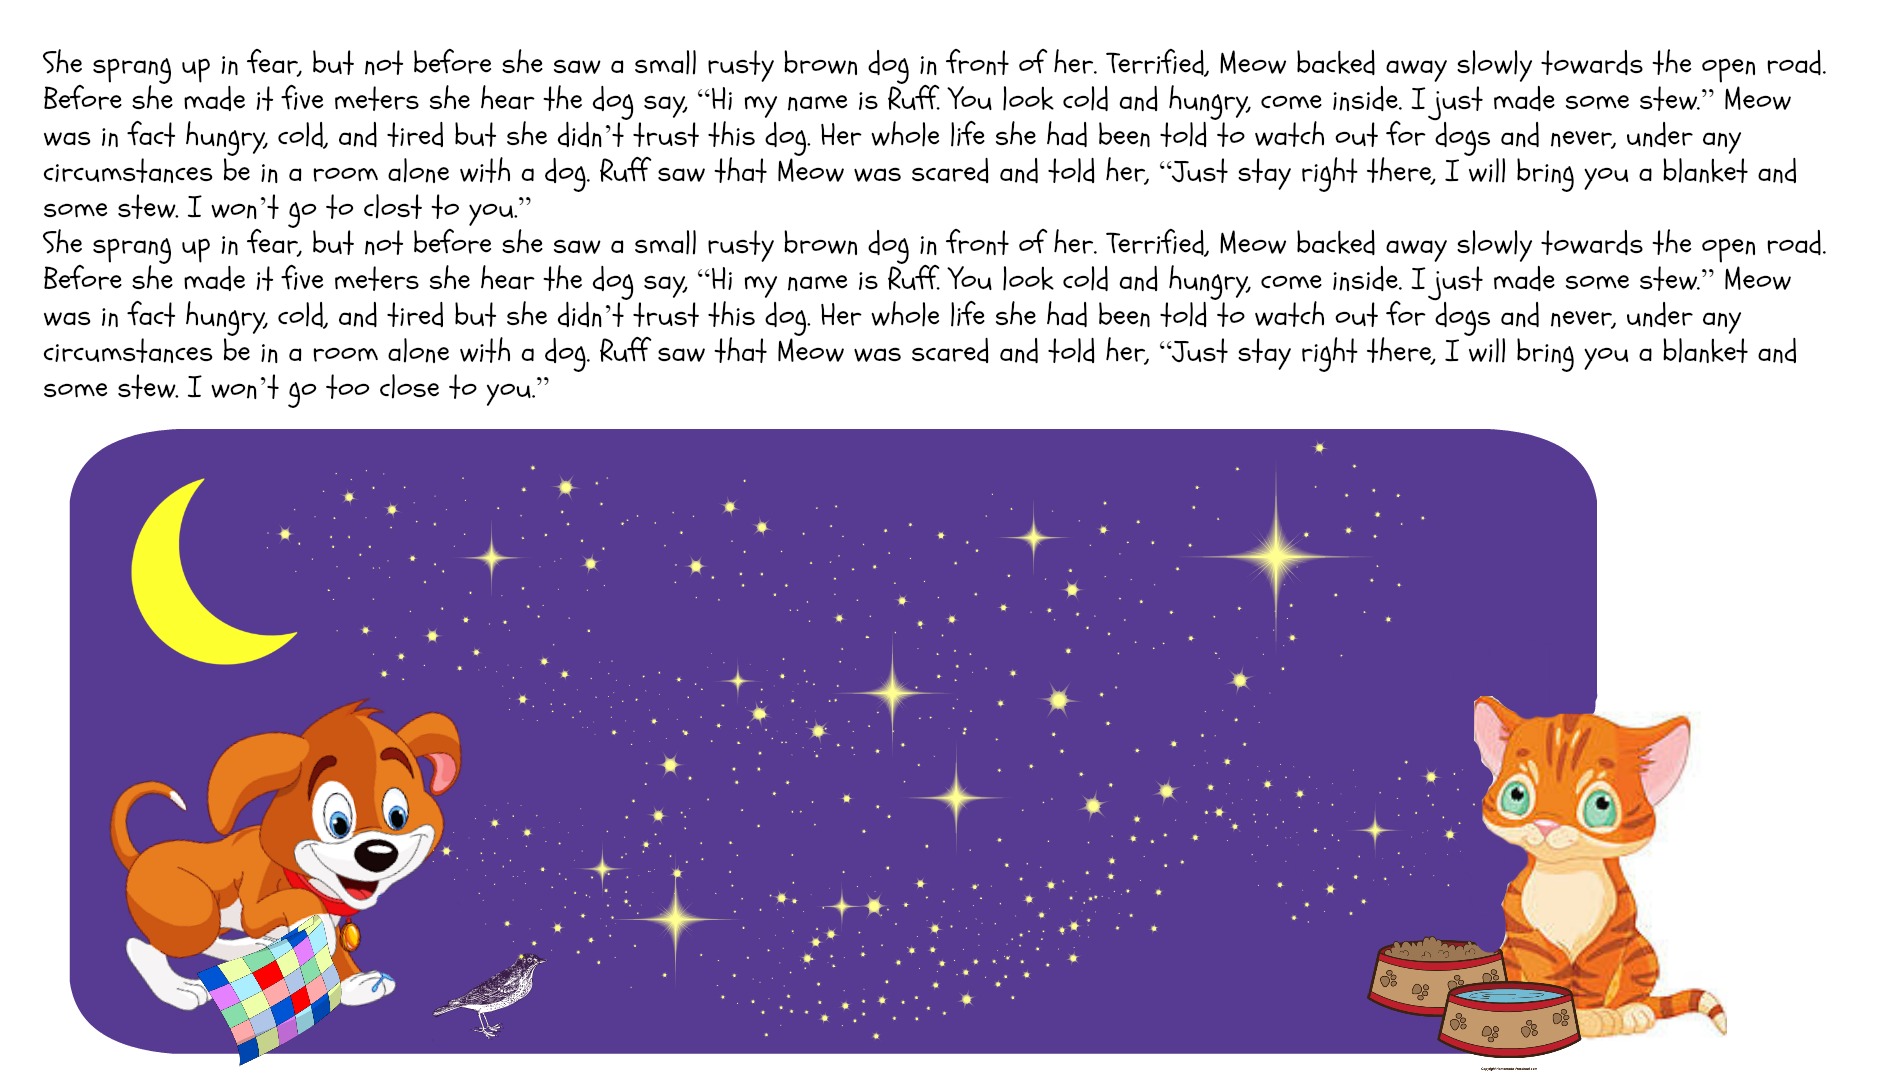 She sprang up in fear, but not before she saw a small rusty brown dog in front of her. Terrified, Meow backed away slowly towards the open road.
Before she made it five meters she hear the dog say, “Hi my name is Ruff. You look cold and hungry, come inside. I just made some stew.” Meow
was in fact hungry, cold, and tired but she didn’t trust this dog. Her whole life she had been told to watch out for dogs and never, under any
circumstances be in a room alone with a dog. Ruff saw that Meow was scared and told her, “Just stay right there, I will bring you a blanket and
some stew. I won’t go to clost to you.”
She sprang up in fear, but not before she saw a small rusty brown dog in front of her. Terrified, Meow backed away slowly towards the open road.
Before she made it five meters she hear the dog say, “Hi my name is Ruff. You look cold and hungry, come inside. I just made some stew.” Meow
was in fact hungry, cold, and tired but she didn’t trust this dog. Her whole life she had been told to watch out for dogs and never, under any
circumstances be in a room alone with a dog. Ruff saw that Meow was scared and told her, “Just stay right there, I will bring you a blanket and
some stew. I won’t go too close to you.”